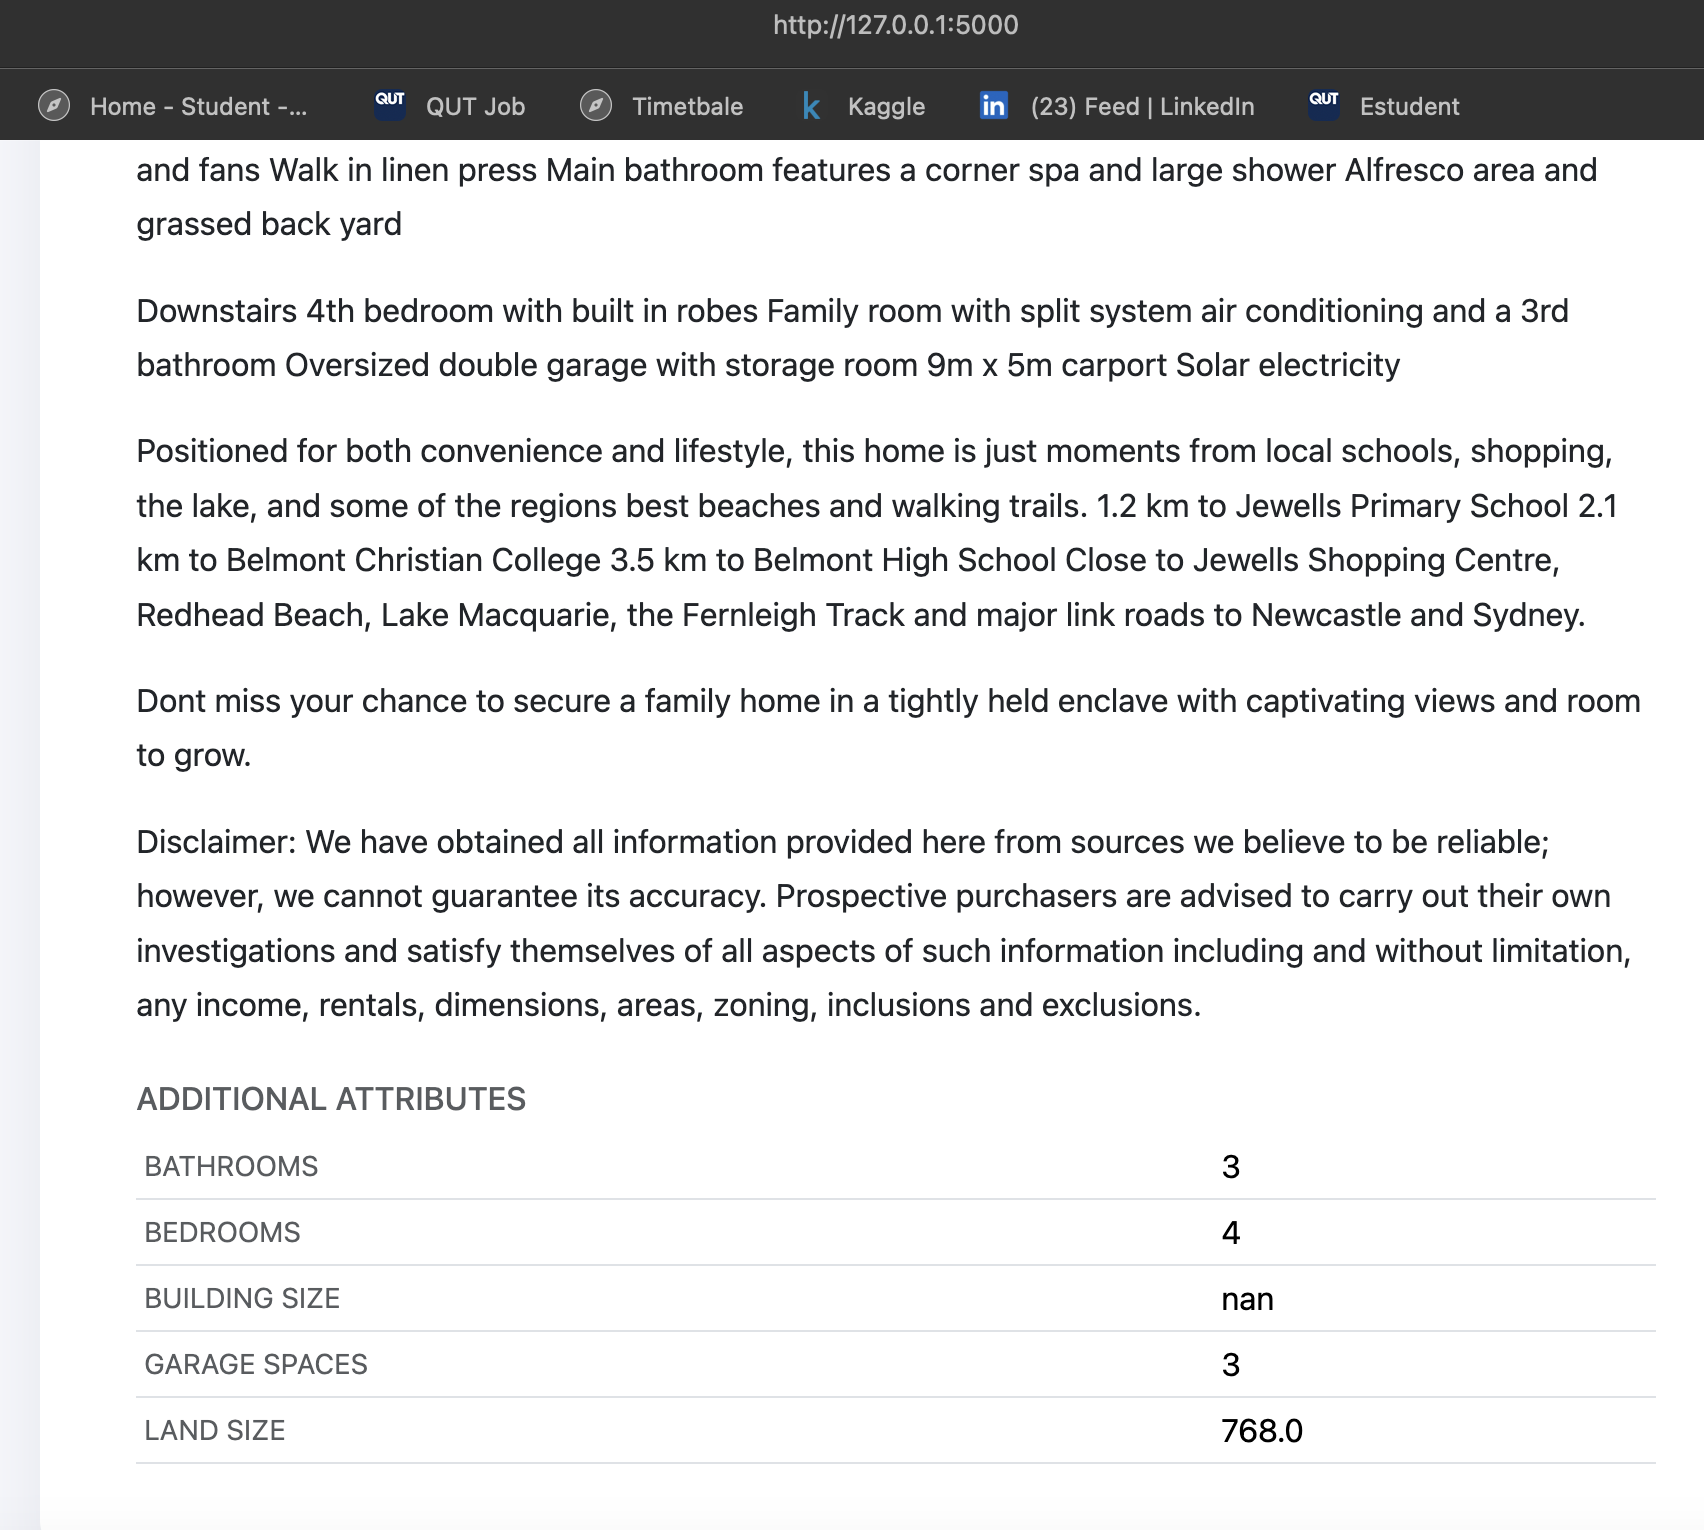 http://127.0.0.1:5000
Home - Student -... QUT QUT Job Timetbale k Kaggle in (23) Feed | LinkedIn QUT Estudent
and fans Walk in linen press Main bathroom features a corner spa and large shower Alfresco area and
grassed back yard
Downstairs 4th bedroom with built in robes Family room with split system air conditioning and a 3rd
bathroom Oversized double garage with storage room 9m x 5m carport Solar electricity
Positioned for both convenience and lifestyle, this home is just moments from local schools, shopping,
the lake, and some of the regions best beaches and walking trails. 1.2 km to Jewells Primary School 2.1
km to Belmont Christian College 3.5 km to Belmont High School Close to Jewells Shopping Centre,
Redhead Beach, Lake Macquarie, the Fernleigh Track and major link roads to Newcastle and Sydney.
Dont miss your chance to secure a family home in a tightly held enclave with captivating views and room
to grow.
Disclaimer: We have obtained all information provided here from sources we believe to be reliable;
however, we cannot guarantee its accuracy. Prospective purchasers are advised to carry out their own
investigations and satisfy themselves of all aspects of such information including and without limitation,
any income, rentals, dimensions, areas, zoning, inclusions and exclusions.
ADDITIONAL ATTRIBUTES
BATHROOMS 3
BEDROOMS 4
BUILDING SIZE nan
GARAGE SPACES 3
LAND SIZE 768.0